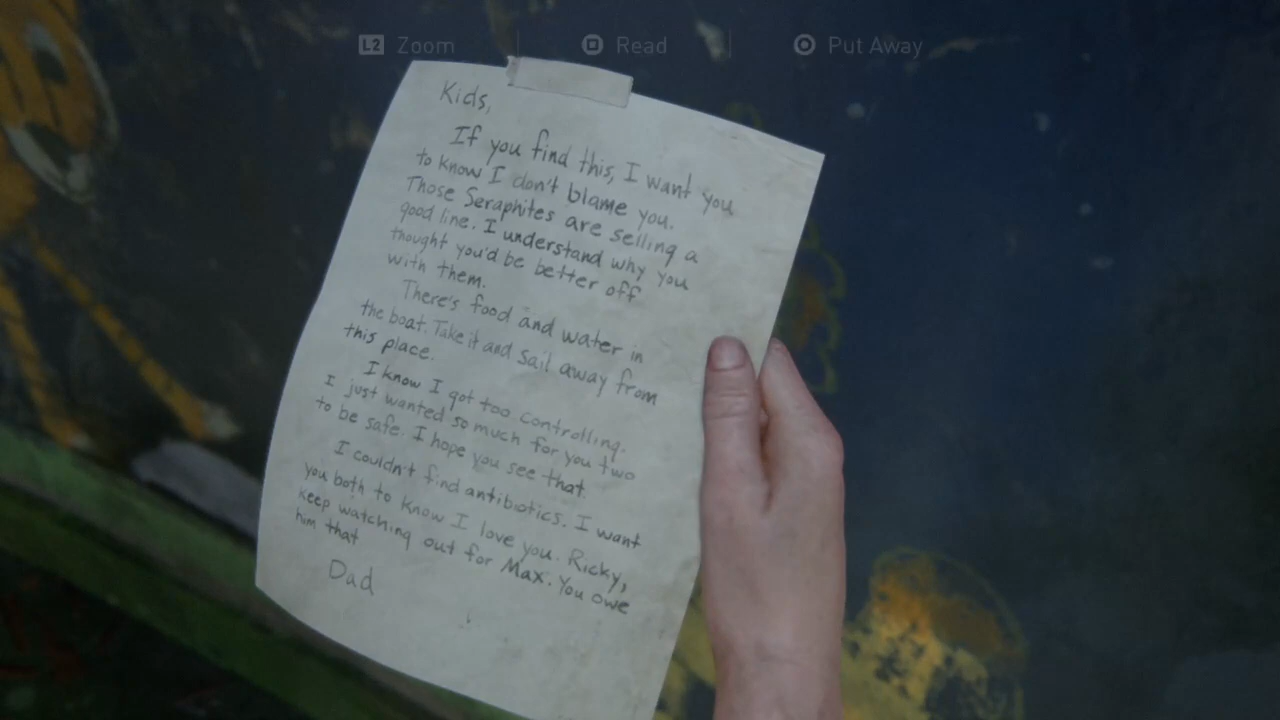 L2 Zoom Read Put Away
Kids,
If you find this, I want you
to know I don't blame you.
Those Seraphites are selling a
good line. I understand why you
thought you'd be better off
with them.
There's food and water in
the boat. Take it and sail away from
this place.
I know I got too controlling.
I just wanted so much for you two
to be safe. I hope you see that.
I couldn't find antibiotics. I want
you both to know I love you. Ricky,
keep watching out for Max. You owe
him that
Dad